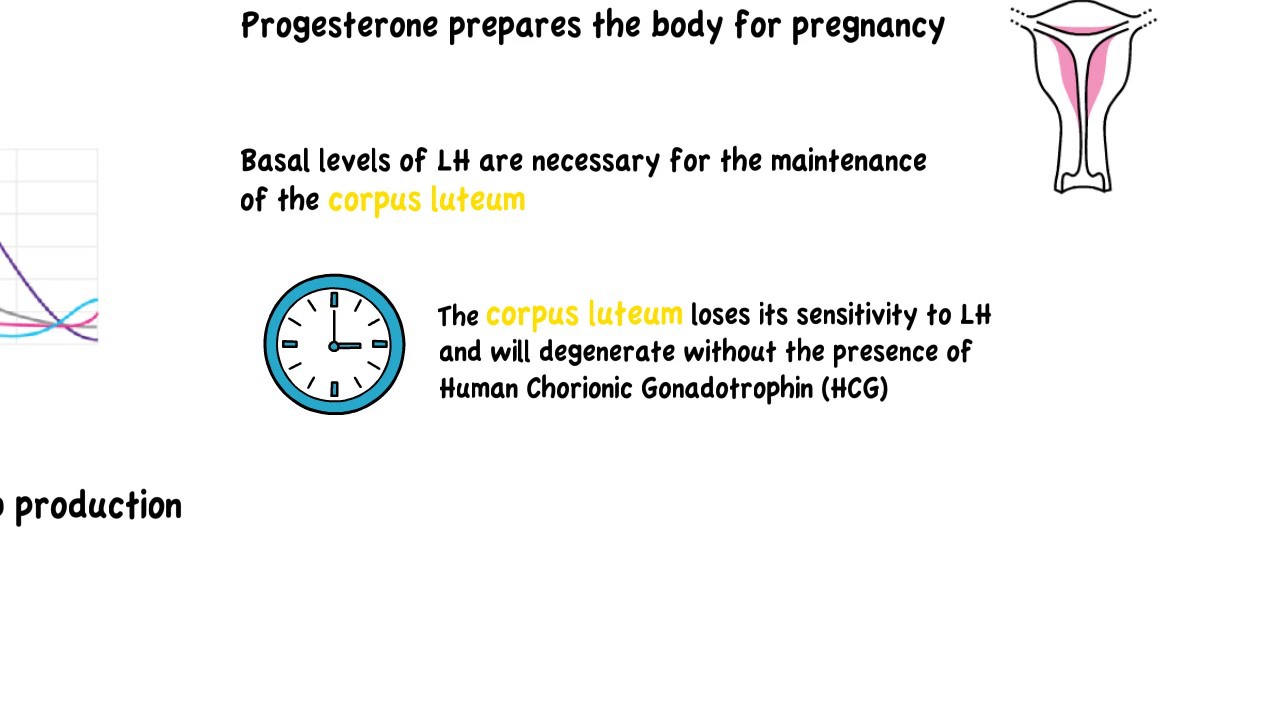 Progesterone prepares the body for pregnancy
Basal levels of LH are necessary for the maintenance
of the corpus luteum
The corpus luteum loses its sensitivity to LH
and will degenerate without the presence of
Human Chorionic Gonadotrophin (HCG)
production